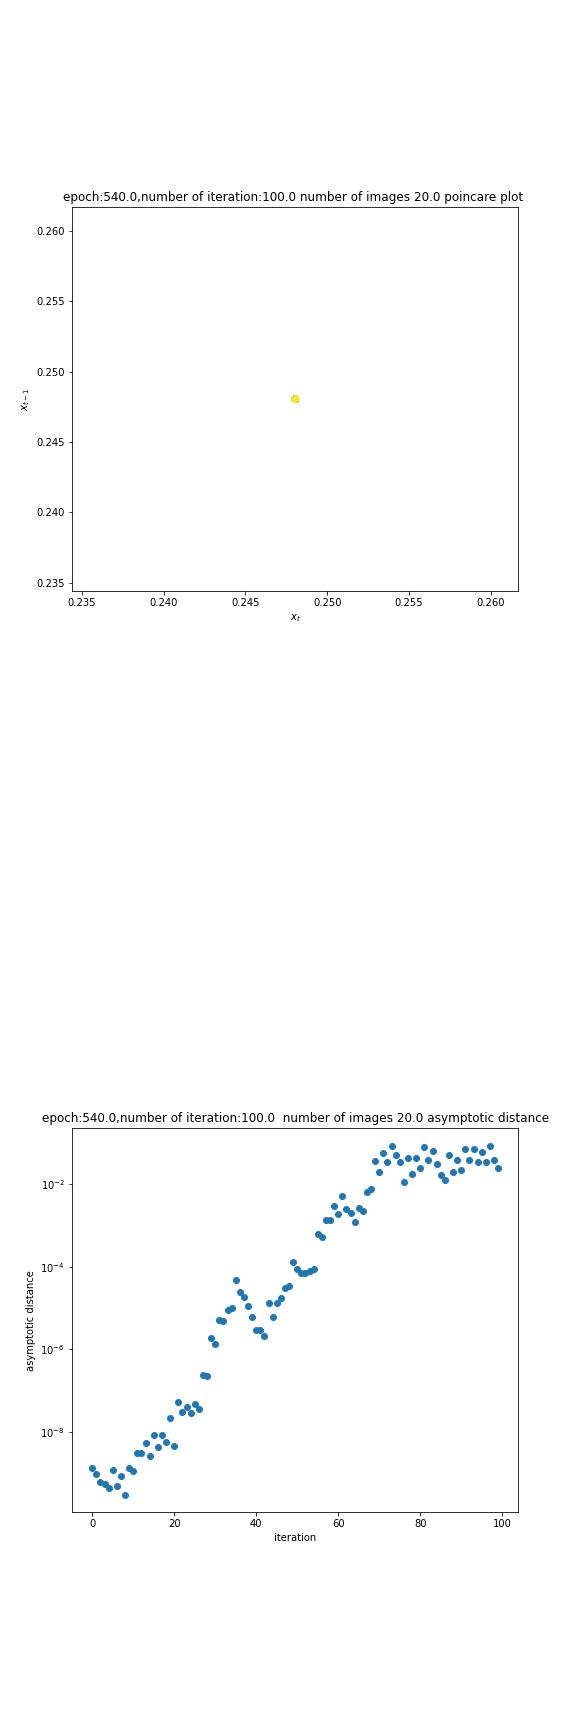 epoch:540.0,number of iteration:100.0 number of images 20.0 poincare plot
0.260
0.255
0.250
0.245
0.240
0.235
x_{t-1}
0.235 0.240 0.245 0.250 0.255 0.260
x_t
epoch:540.0,number of iteration:100.0  number of images 20.0 asymptotic distance
10^{-2}
10^{-4}
10^{-6}
10^{-8}
asymptotic distance
0 20 40 60 80 100
iteration